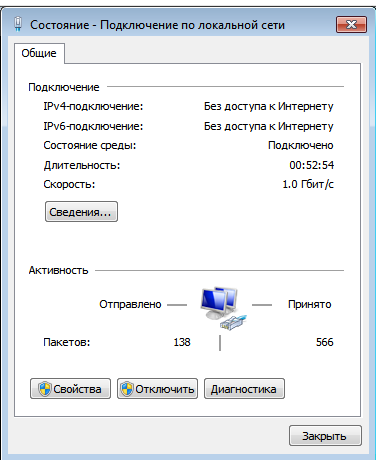 Состояние - Подключение по локальной сети
Общие
Подключение
IPv4-подключение: Без доступа к Интернету
IPv6-подключение: Без доступа к Интернету
Состояние среды: Подключено
Длительность: 00:52:54
Скорость: 1.0 Гбит/с
Сведения...
Активность
Отправлено — Принято
Пакетов: 138 566
Свойства Отключить Диагностика
Закрыть